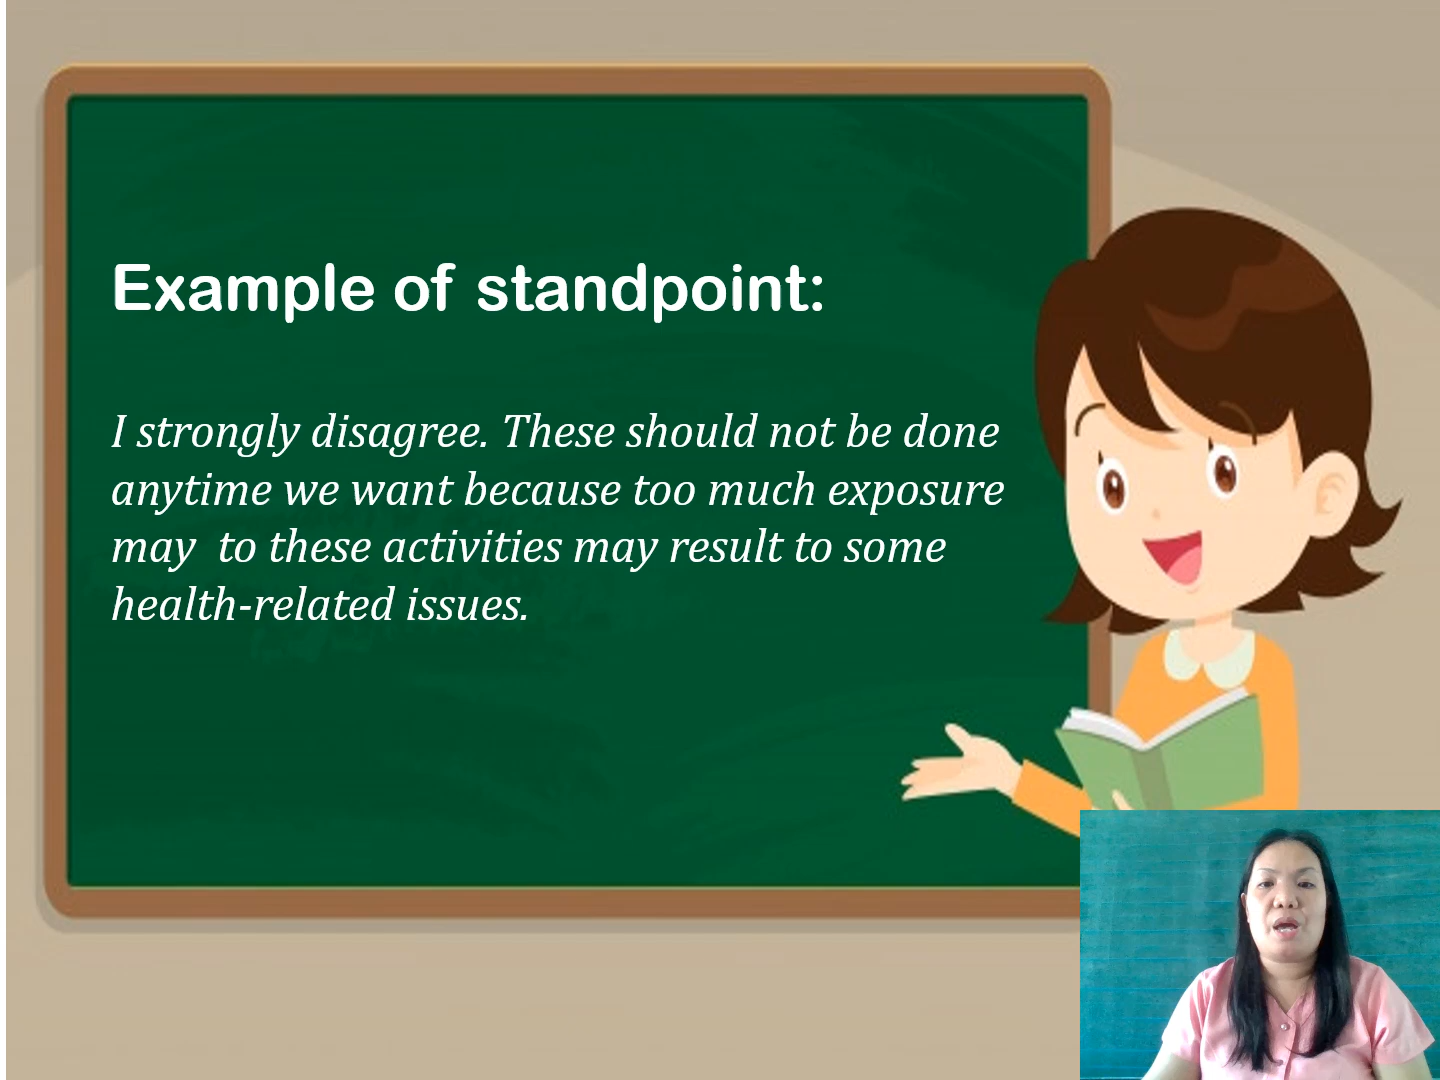 Example of standpoint:
I strongly disagree. These should not be done
anytime we want because too much exposure
may  to these activities may result to some
health-related issues.